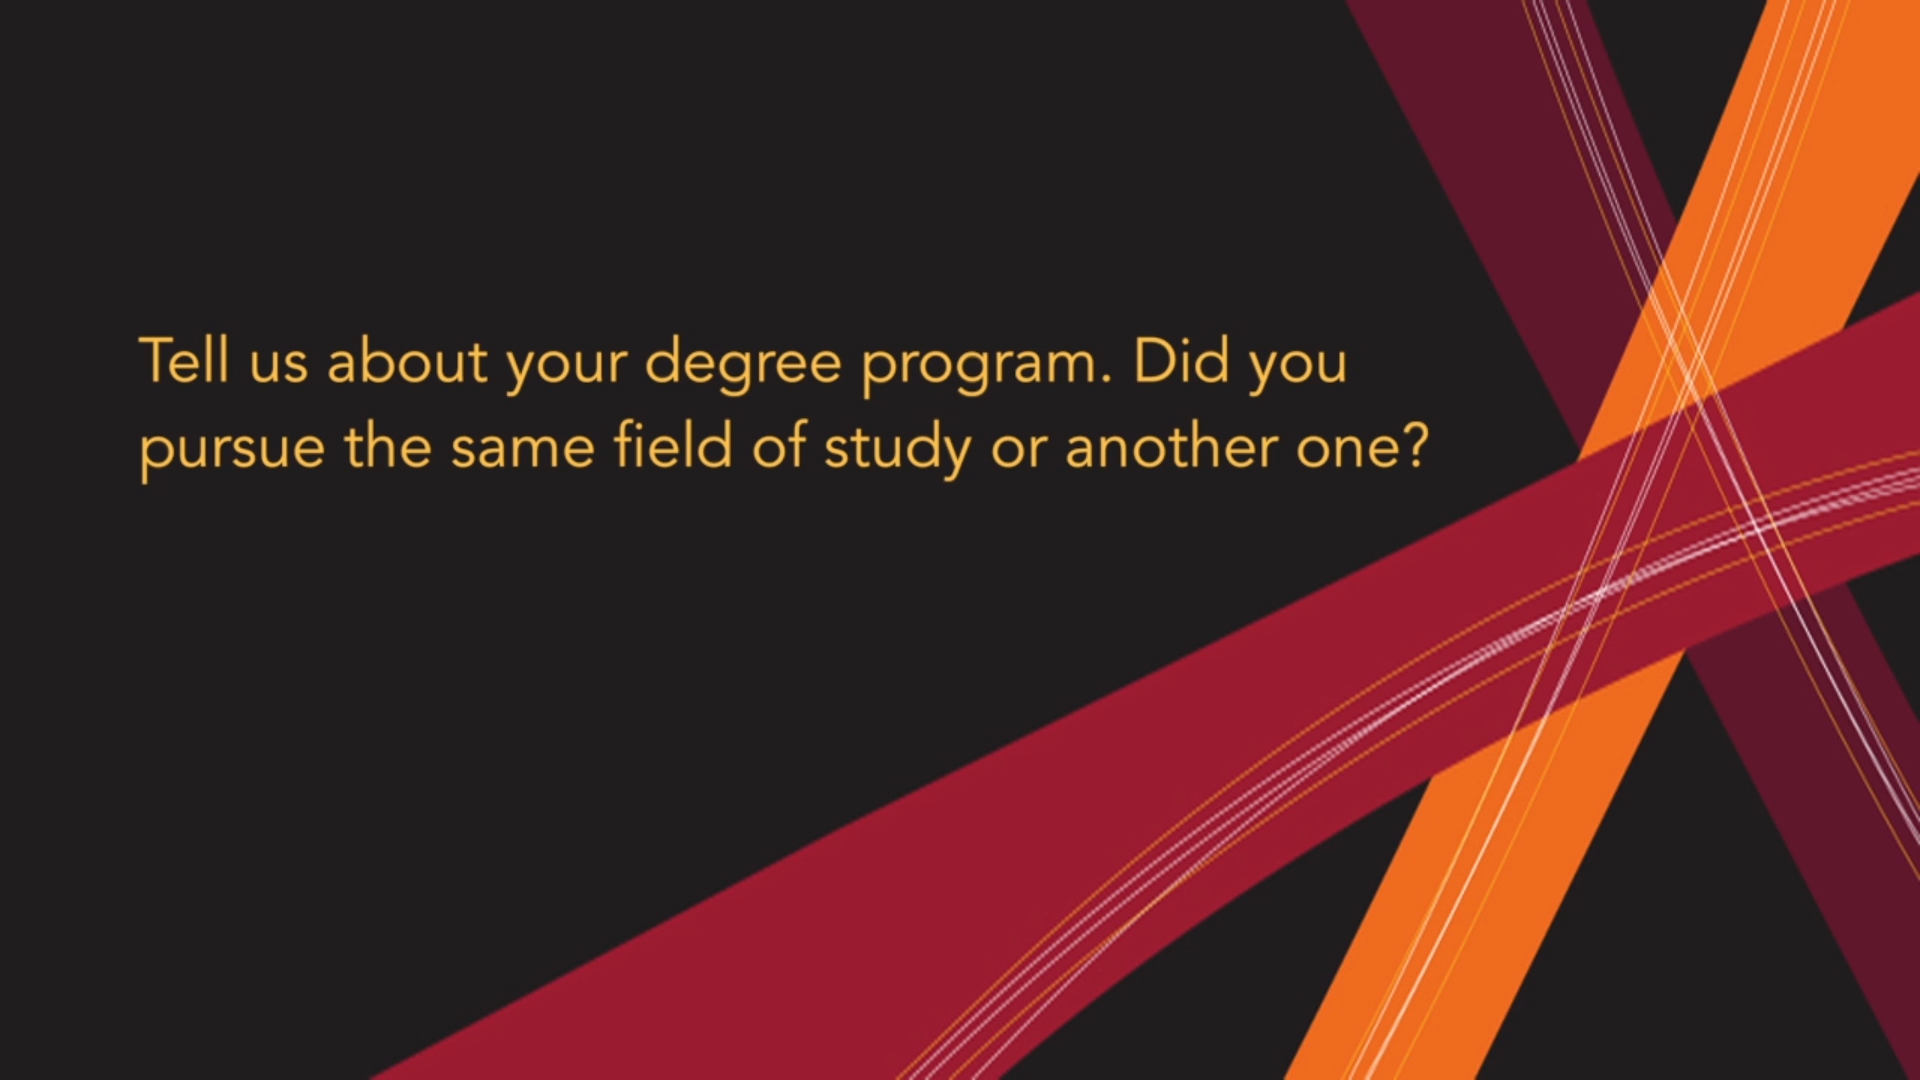 Tell us about your degree program. Did you
pursue the same field of study or another one?